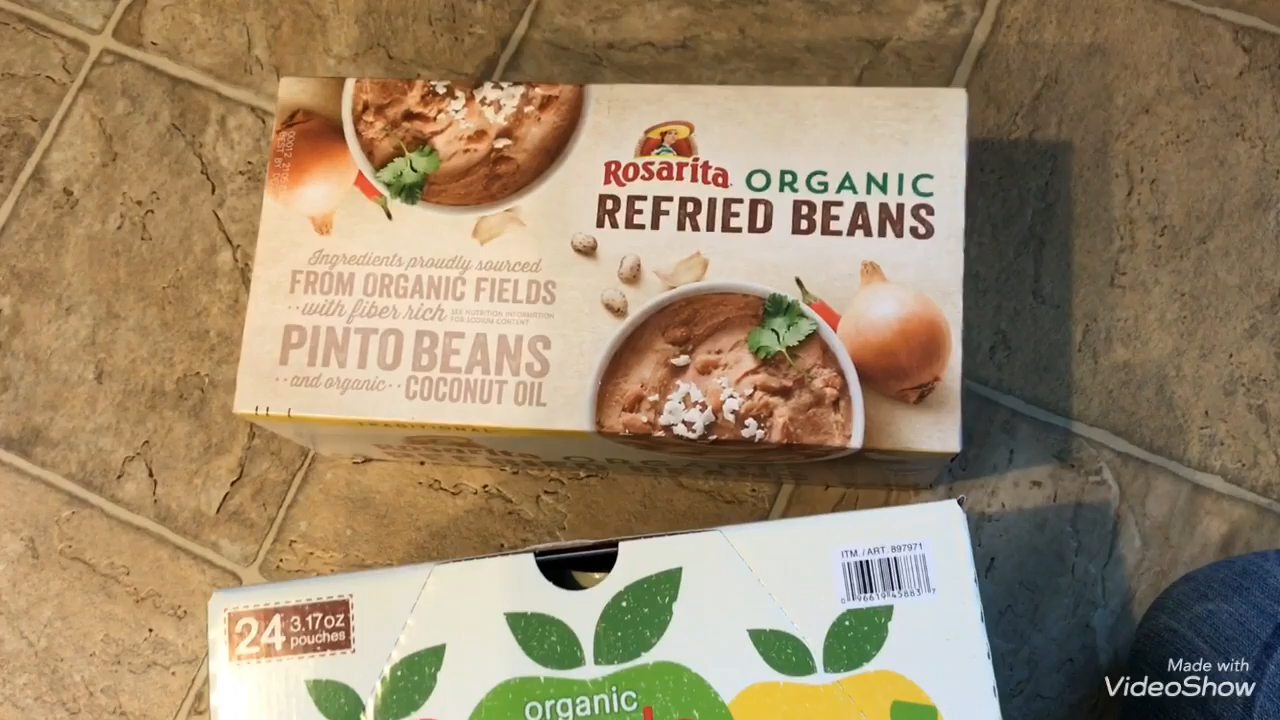 Rosarita ORGANIC
REFRIED BEANS
Ingredients proudly sourced
FROM ORGANIC FIELDS
with fiber rich
SEE NUTRITION INFORMATION
FOR SODIUM CONTENT
PINTO BEANS
and organic COCONUT OIL
TRADITIONAL
ITM. / ART. 897971
24 3.17oz
pouches
organic
Made with
VideoShow